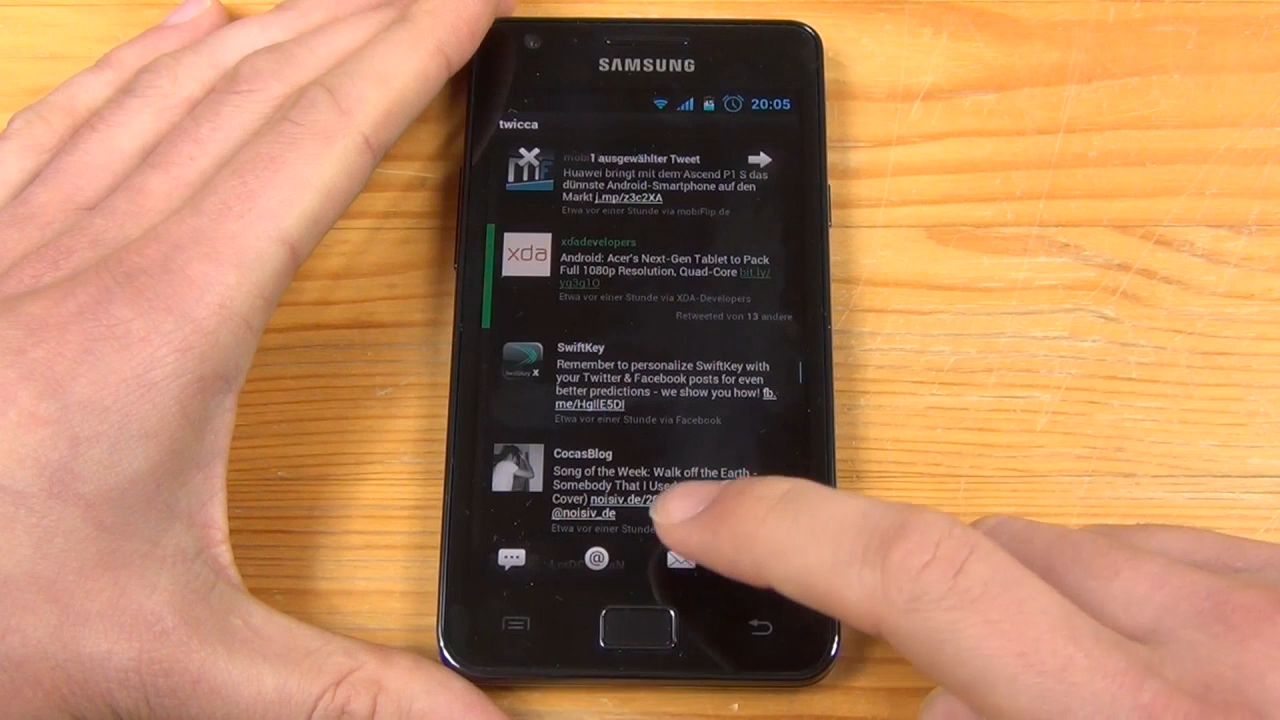 SAMSUNG
20:05
twicca
1 ausgewählter Tweet
Huawei bringt mit dem Ascend P1 S das
dünnste Android-Smartphone auf den
Markt j.mp/z3c2XA
Etwa vor einer Stunde via mobiFlip.de
xda
xdadevelopers
Android: Acer's Next-Gen Tablet to Pack
Full 1080p Resolution, Quad-Core bit.ly/
yg3g1O
Etwa vor einer Stunde via XDA-Developers
Retweeted von 13 andere
SwiftKey
Remember to personalize SwiftKey with
your Twitter & Facebook posts for even
better predictions - we show you how! fb.
me/HgllE5Dl
Etwa vor einer Stunde via Facebook
CocasBlog
Song of the Week: Walk off the Earth -
Somebody That I Used
Cover) noisiv.de/20
@noisiv_de
Etwa vor einer Stunde